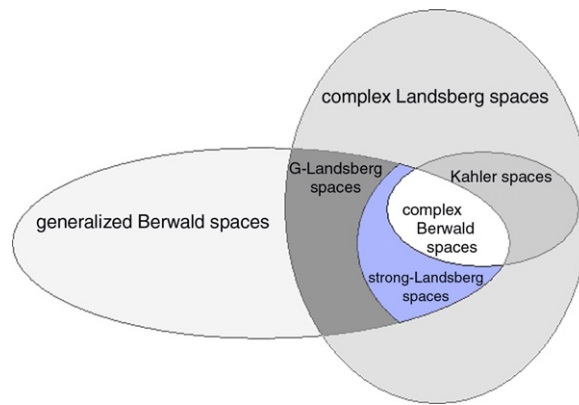 complex Landsberg spaces
G-Landsberg
spaces
Kahler spaces
generalized Berwald spaces
complex
Berwald
spaces
strong-Landsberg
spaces